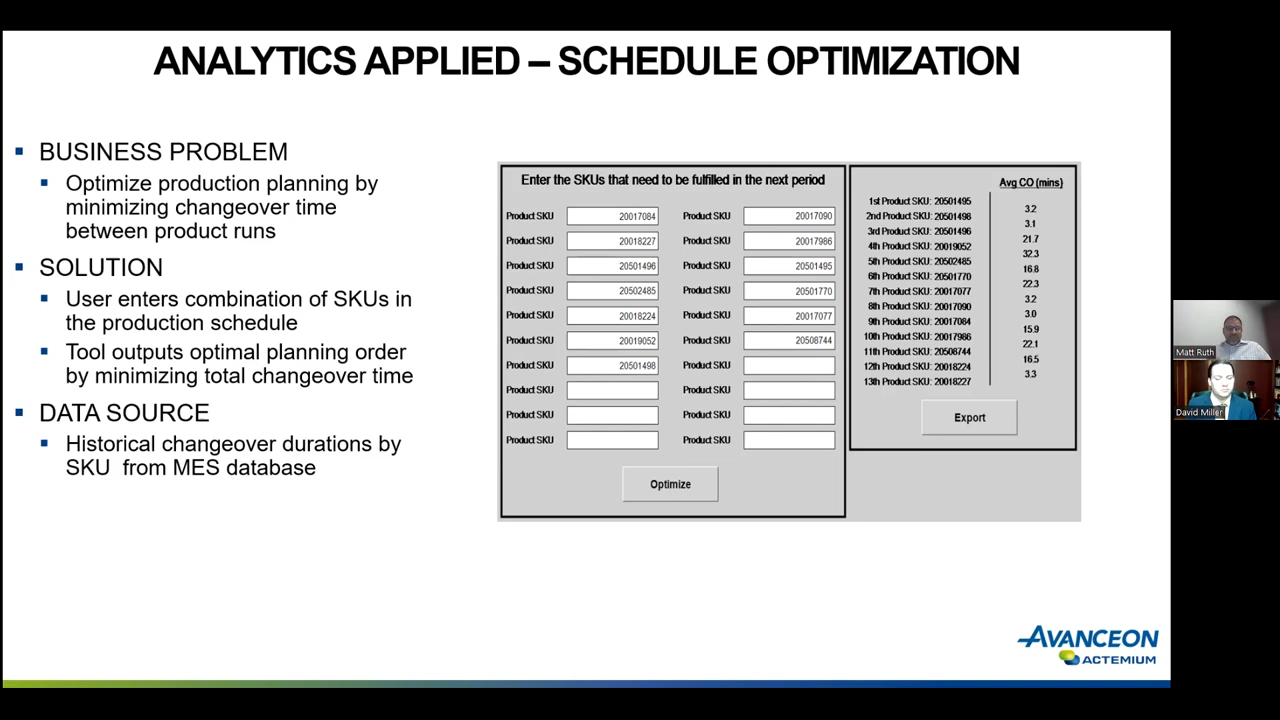 ANALYTICS APPLIED – SCHEDULE OPTIMIZATION
BUSINESS PROBLEM
Optimize production planning by
minimizing changeover time
between product runs
SOLUTION
User enters combination of SKUs in
the production schedule
Tool outputs optimal planning order
by minimizing total changeover time
DATA SOURCE
Historical changeover durations by
SKU from MES database
Enter the SKUs that need to be fulfilled in the next period
Product SKU 20017084 Product SKU 20017090
Product SKU 20018227 Product SKU 20017986
Product SKU 20501496 Product SKU 20501495
Product SKU 20502485 Product SKU 20501770
Product SKU 20018224 Product SKU 20017077
Product SKU 20019052 Product SKU 20508744
Product SKU 20501498 Product SKU
Product SKU Product SKU
Product SKU Product SKU
Product SKU Product SKU
Optimize
Avg CO (mins)
1st Product SKU: 20501495
3.2
2nd Product SKU: 20501498
3.1
3rd Product SKU: 20501496
21.7
4th Product SKU: 20019052
32.3
5th Product SKU: 20502485
16.8
6th Product SKU: 20501770
22.3
7th Product SKU: 20017077
3.2
8th Product SKU: 20017090
3.0
9th Product SKU: 20017084
15.9
10th Product SKU: 20017986
22.1
11th Product SKU: 20508744
16.5
12th Product SKU: 20018224
3.3
13th Product SKU: 20018227
Export
Matt Ruth
David Miller
AVANCEON
ACTEMIUM